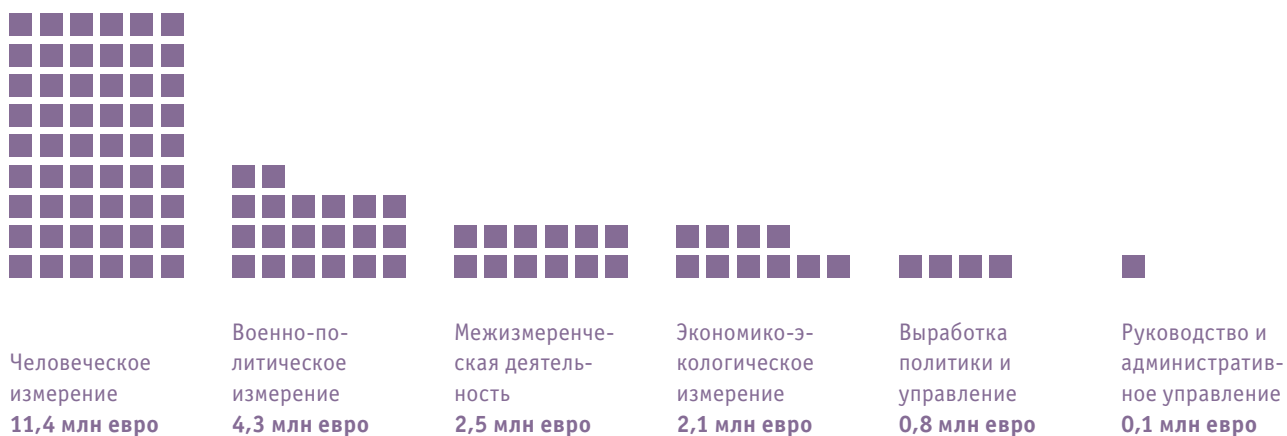 Человеческое
измерение
11,4 млн евро
Военно-по-
литическое
измерение
4,3 млн евро
Межизмеренче-
ская деятель-
ность
2,5 млн евро
Экономико-э-
кологическое
измерение
2,1 млн евро
Выработка
политики и
управление
0,8 млн евро
Руководство и
административ-
ное управление
0,1 млн евро